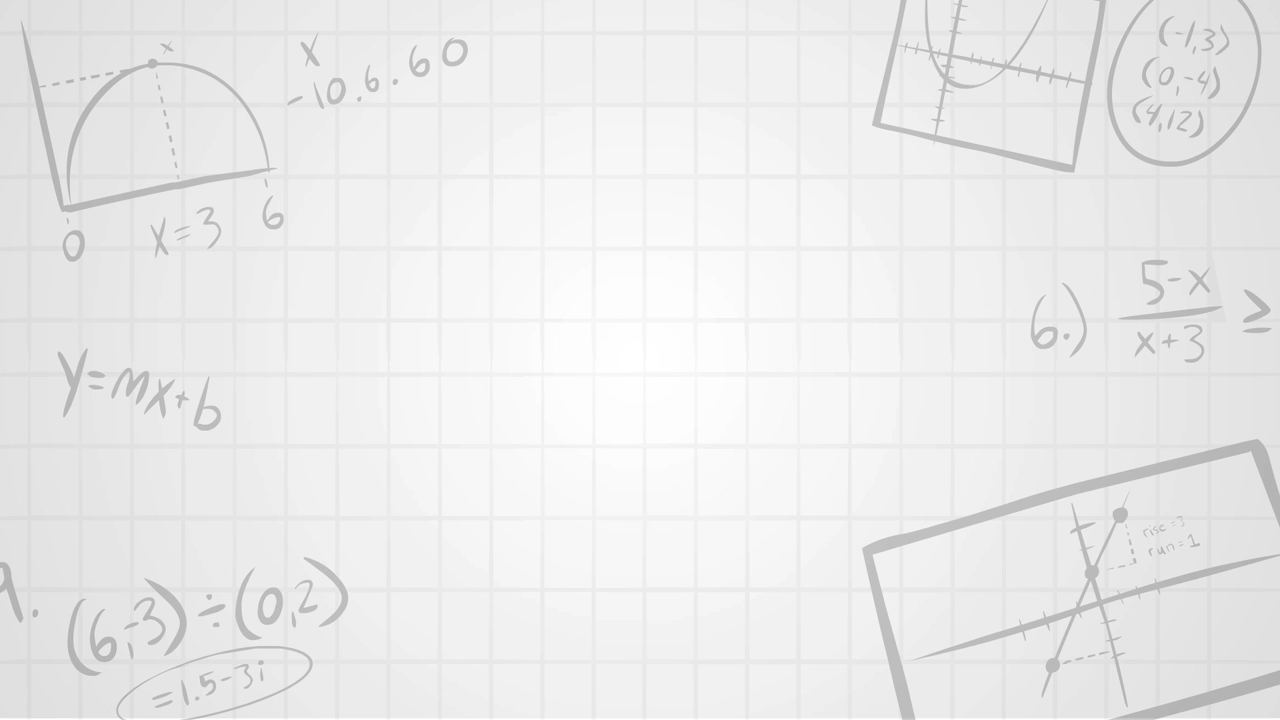 x
x
-10.6.60
0
x=3
6
(-1,3)
(0,-4)
(4,12)
6.) 5-x
x+3
≥
y=mx+b
rise=3
run=1
9. (6,-3)÷(0,2)
=1.5-3i